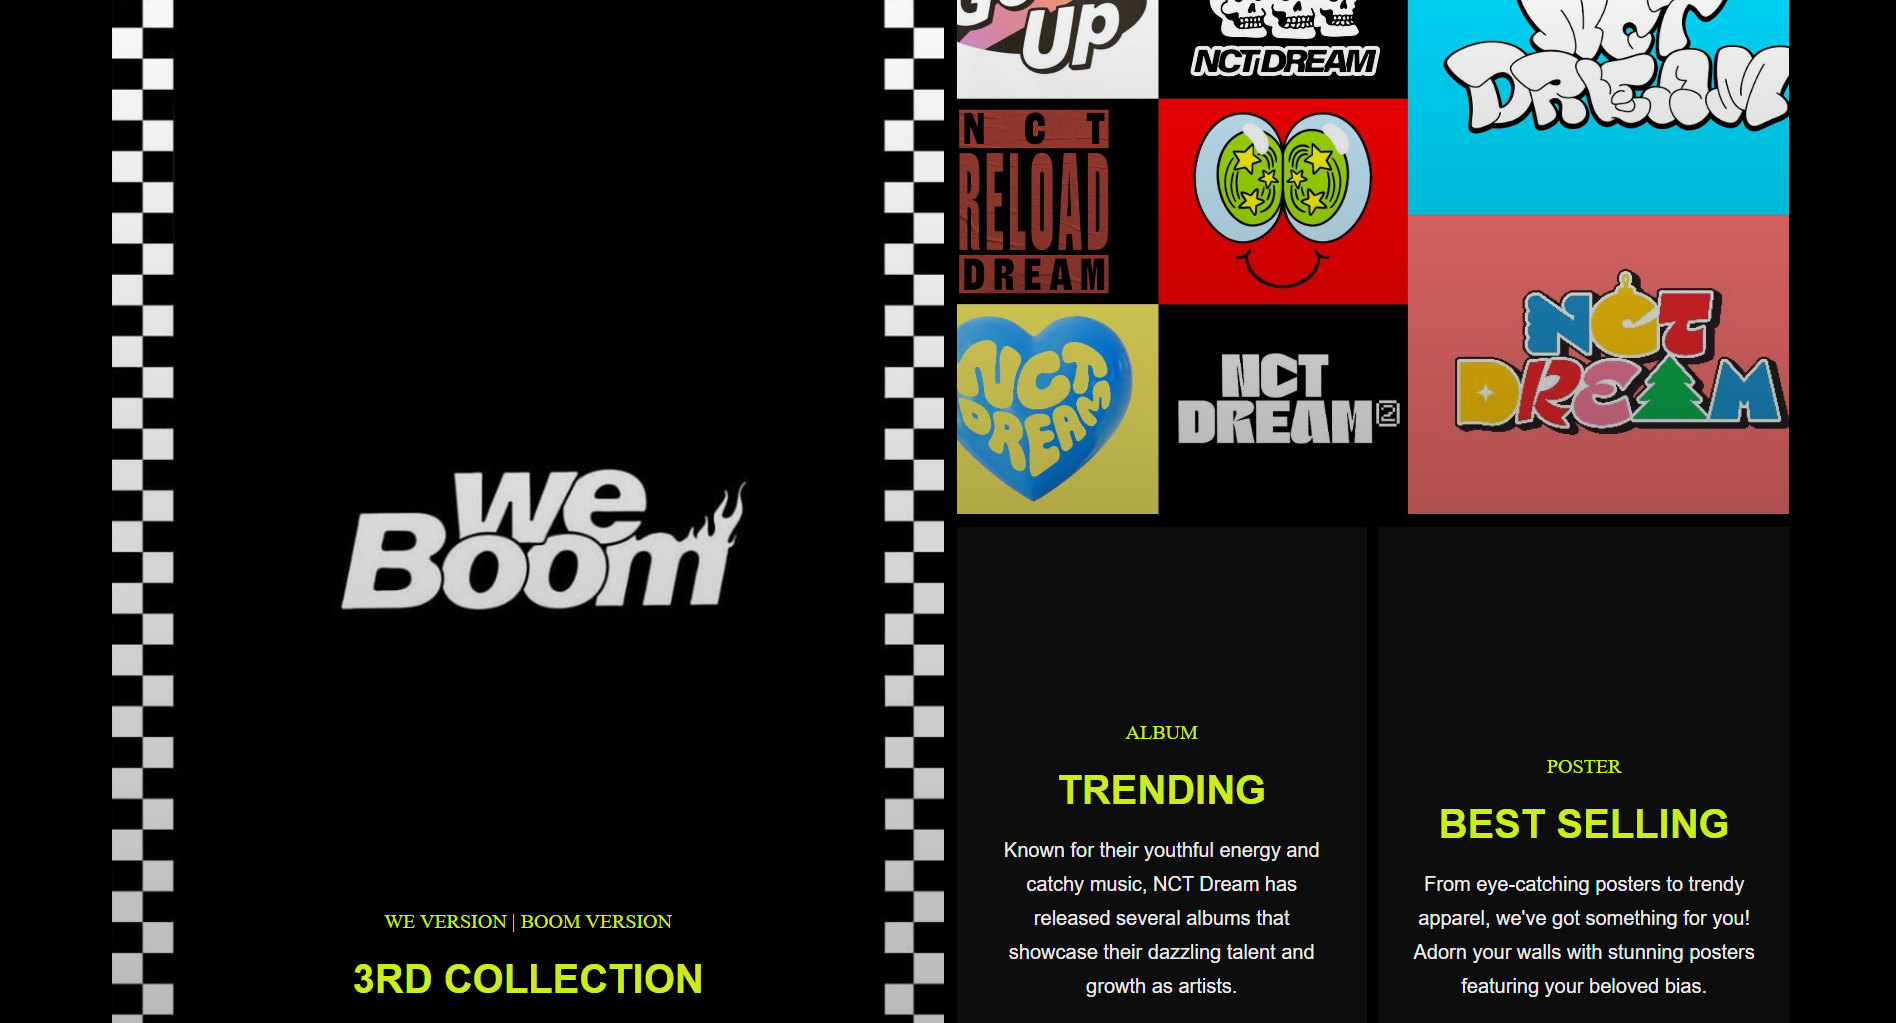 we
Boom
WE VERSION | BOOM VERSION
3RD COLLECTION
Up
NCT DREAM
NCT
DREAM
NCT
RELOAD
DREAM
NCT
DREAM
NCT
DREAM 2
NCT
DREAM
ALBUM
TRENDING
Known for their youthful energy and
catchy music, NCT Dream has
released several albums that
showcase their dazzling talent and
growth as artists.
POSTER
BEST SELLING
From eye-catching posters to trendy
apparel, we've got something for you!
Adorn your walls with stunning posters
featuring your beloved bias.